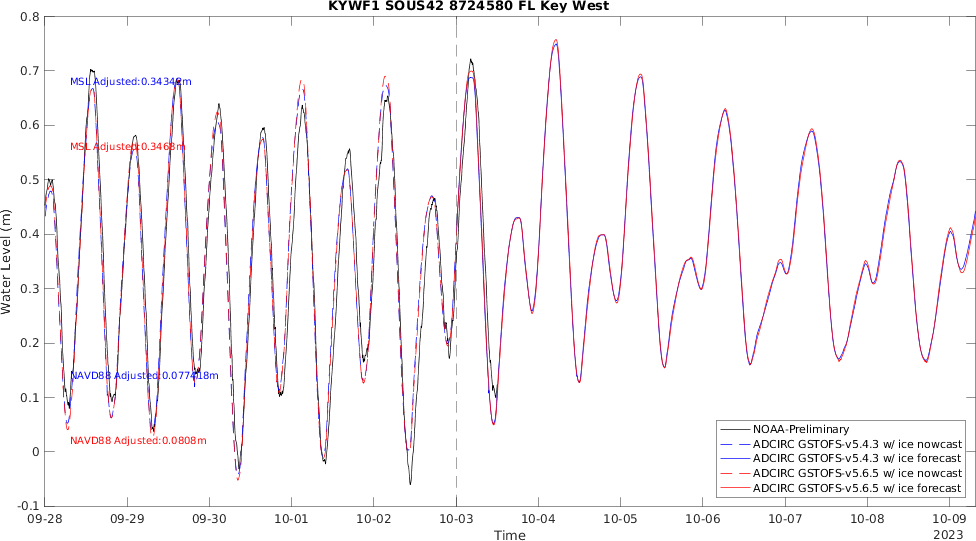 KYWF1 SOUS42 8724580 FL Key West
0.8
0.7
0.6
0.5
0.4
0.3
0.2
0.1
0
-0.1
Water Level (m)
MSL Adjusted:0.3434
MSL Adjusted:0.3468m
NAVD88 Adjusted:0.077418m
NAVD88 Adjusted:0.0808m
NOAA-Preliminary
ADCIRC GSTOFS-v5.4.3 w/ ice nowcast
ADCIRC GSTOFS-v5.4.3 w/ ice forecast
ADCIRC GSTOFS-v5.6.5 w/ ice nowcast
ADCIRC GSTOFS-v5.6.5 w/ ice forecast
09-28 09-29 09-30 10-01 10-02 10-03 10-04 10-05 10-06 10-07 10-08 10-09
Time
2023